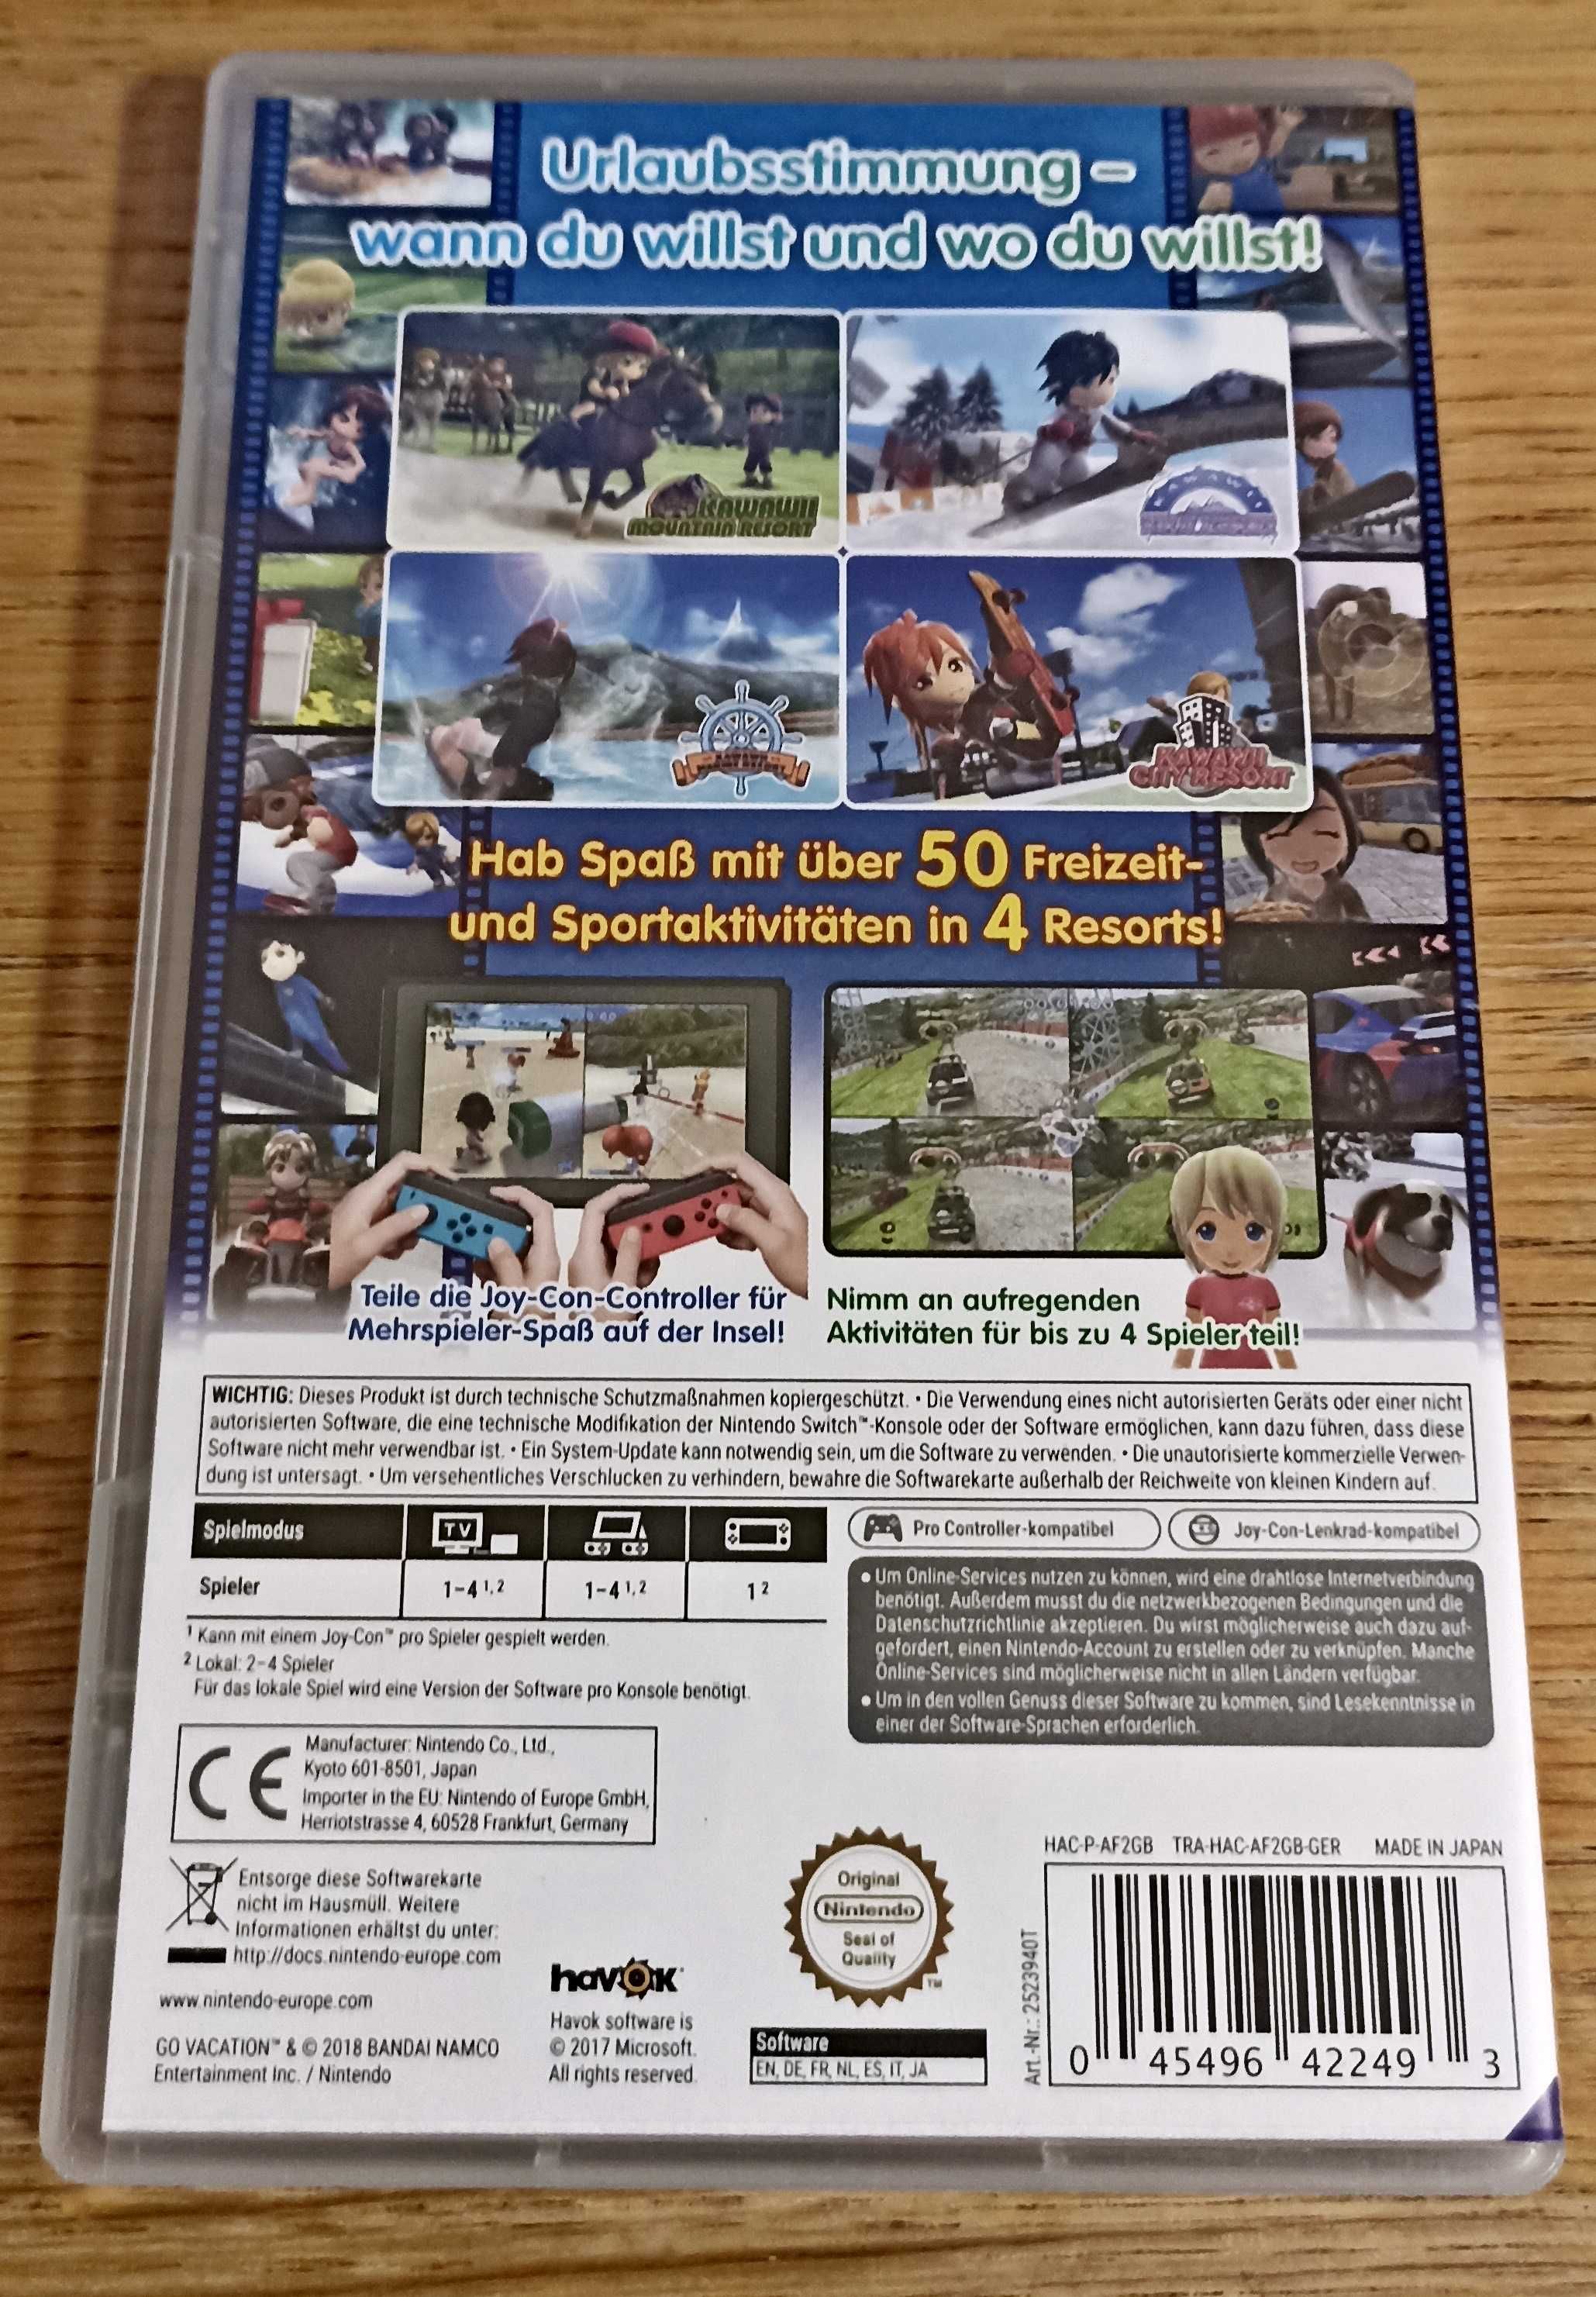 Urlaubsstimmung –
wann du willst und wo du willst!
KAWAWII
MOUNTAIN RESORT
KAWAWII
KAWAWII
MARINE RESORT
KAWAWII
CITY RESORT
Hab Spaß mit über 50 Freizeit-
und Sportaktivitäten in 4 Resorts!
Teile die Joy-Con-Controller für
Mehrspieler-Spaß auf der Insel!
Nimm an aufregenden
Aktivitäten für bis zu 4 Spieler teil!
WICHTIG: Dieses Produkt ist durch technische Schutzmaßnahmen kopiergeschützt. • Die Verwendung eines nicht autorisierten Geräts oder einer nicht
autorisierten Software, die eine technische Modifikation der Nintendo Switch™-Konsole oder der Software ermöglichen, kann dazu führen, dass diese
Software nicht mehr verwendbar ist. • Ein System-Update kann notwendig sein, um die Software zu verwenden. • Die unautorisierte kommerzielle Verwen-
dung ist untersagt. • Um versehentliches Verschlucken zu verhindern, bewahre die Softwarekarte außerhalb der Reichweite von kleinen Kindern auf.
Spielmodus TV
Spieler 1-4 1,2 1-4 1,2 1 2
1 Kann mit einem Joy-Con™ pro Spieler gespielt werden.
2 Lokal: 2-4 Spieler
Für das lokale Spiel wird eine Version der Software pro Konsole benötigt.
Pro Controller-kompatibel
Joy-Con-Lenkrad-kompatibel
• Um Online-Services nutzen zu können, wird eine drahtlose Internetverbindung
benötigt. Außerdem musst du die netzwerkbezogenen Bedingungen und die
Datenschutzrichtlinie akzeptieren. Du wirst möglicherweise auch dazu auf-
gefordert, einen Nintendo-Account zu erstellen oder zu verknüpfen. Manche
Online-Services sind möglicherweise nicht in allen Ländern verfügbar.
• Um in den vollen Genuss dieser Software zu kommen, sind Lesekenntnisse in
einer der Software-Sprachen erforderlich.
CE
Manufacturer: Nintendo Co., Ltd.,
Kyoto 601-8501, Japan
Importer in the EU: Nintendo of Europe GmbH,
Herriotstrasse 4, 60528 Frankfurt, Germany
Entsorge diese Softwarekarte
nicht im Hausmüll. Weitere
Informationen erhältst du unter:
http://docs.nintendo-europe.com
www.nintendo-europe.com
GO VACATION™ & © 2018 BANDAI NAMCO
Entertainment Inc. / Nintendo
havok
Havok software is
© 2017 Microsoft.
All rights reserved.
Original
Nintendo
Seal of
Quality
TM
Software
EN, DE, FR, NL, ES, IT, JA
HAC-P-AF2GB TRA-HAC-AF2GB-GER MADE IN JAPAN
Art.-Nr.: 2523940T
0 45496 42249 3